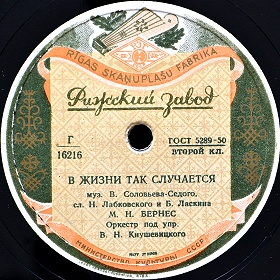 RĪGAS SKAŅUPLAŠU FABRIKA
Рижский завод
Г
16216
ГОСТ 5289-50
ВТОРОЙ КЛ.
В ЖИЗНИ ТАК СЛУЧАЕТСЯ
муз. В. Соловьева-Седого,
сл. Н. Лабковского и Б. Ласкина
М. Н. БЕРНЕС
Оркестр под упр.
В. Н. Кнушевицкого
МИНИСТЕРСТВО КУЛЬТУРЫ СССР